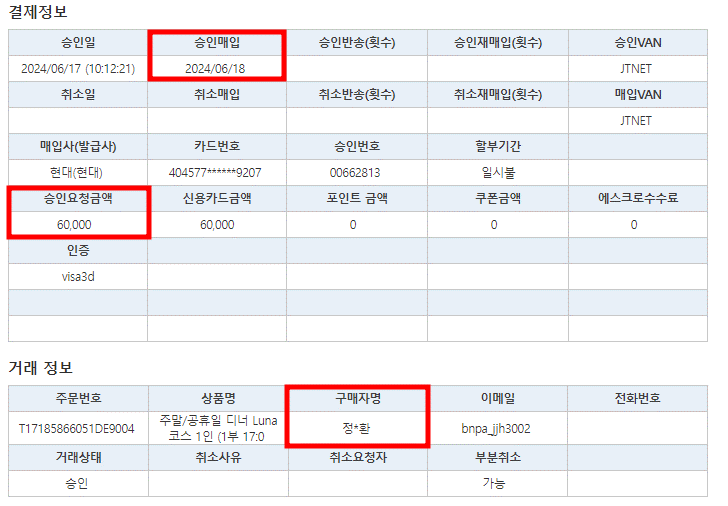 결제정보
승인일 승인매입 승인반송(횟수) 승인재매입(횟수) 승인VAN
2024/06/17 (10:12:21) 2024/06/18 JTNET
취소일 취소매입 취소반송(횟수) 취소재매입(횟수) 매입VAN
JTNET
매입사(발급사) 카드번호 승인번호 할부기간
현대(현대) 404577******9207 00662813 일시불
승인요청금액 신용카드금액 포인트 금액 쿠폰금액 에스크로수수료
60,000 60,000 0 0 0
인증
visa3d
거래 정보
주문번호 상품명 구매자명 이메일 전화번호
T17185866051DE9004 주말/공휴일 디너 Luna 정*환 bnpa_jjh3002
코스 1인 (1부 17:0
거래상태 취소사유 취소요청자 부분취소
승인 가능